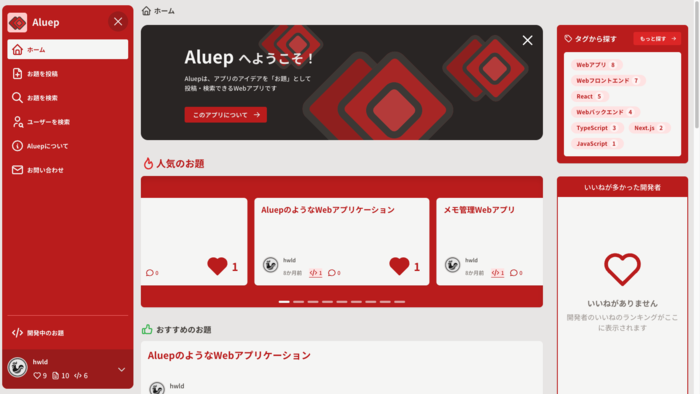 Aluep
ホーム
お題を投稿
お題を検索
ユーザーを検索
Aluepについて
お問い合わせ
開発中のお題
hwld
9 10 6
ホーム
Aluep へようこそ！
Aluepは、アプリのアイデアを「お題」として
投稿・検索できるWebアプリです
このアプリについて →
人気のお題
0
1
AluepのようなWebアプリケーション
hwld
8か月前 1 0
1
メモ管理Webアプリ
hwld
8か月前 1 0
おすすめのお題
AluepのようなWebアプリケーション
hwld
タグから探す
もっと探す →
Webアプリ 8
Webフロントエンド 7
React 5
Webバックエンド 4
TypeScript 3 Next.js 2
JavaScript 1
いいねが多かった開発者
いいねがありません
開発者のいいねのランキングがここ
に表示されます